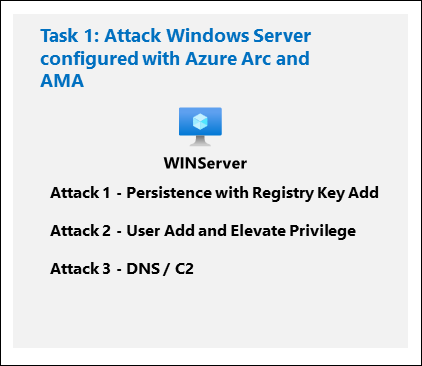 Task 1: Attack Windows Server
configured with Azure Arc and
AMA
WINServer
Attack 1 - Persistence with Registry Key Add
Attack 2 - User Add and Elevate Privilege
Attack 3 - DNS / C2